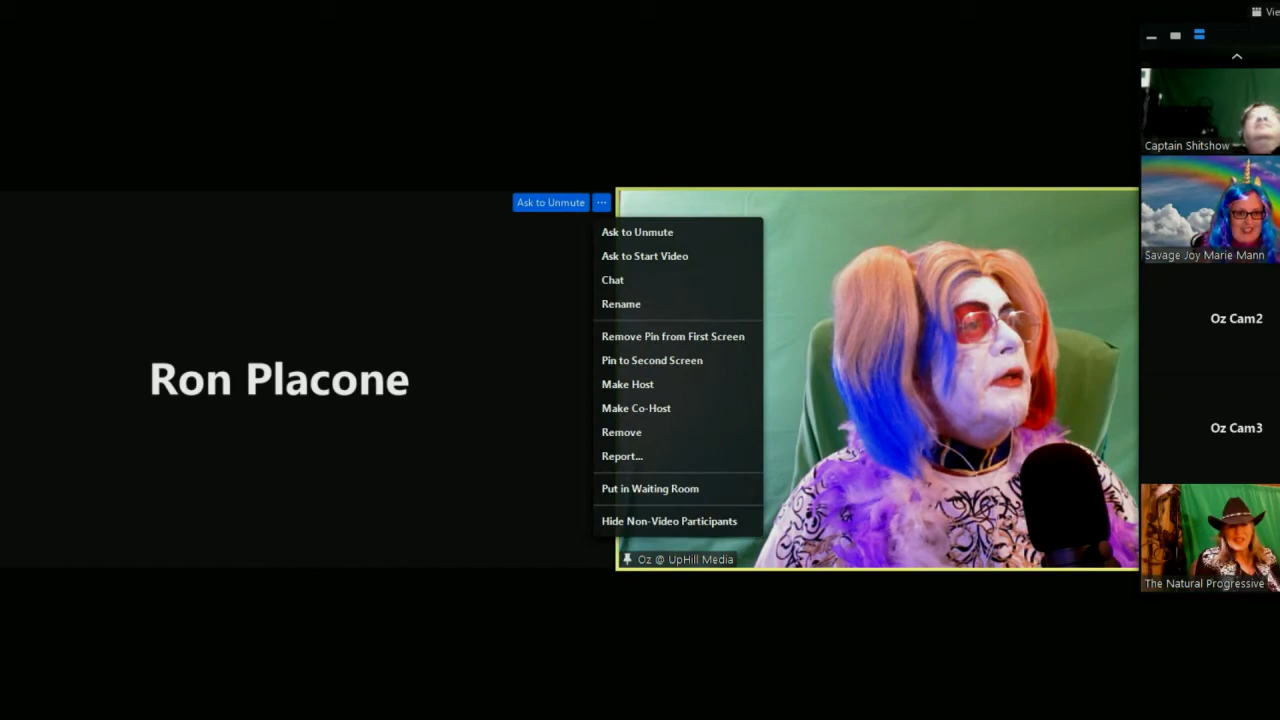 Vie
Captain Shitshow
Savage Joy Marie Mann
Oz Cam2
Oz Cam3
The Natural Progressive
Ask to Unmute
...
Ask to Unmute
Ask to Start Video
Chat
Rename
Remove Pin from First Screen
Pin to Second Screen
Make Host
Make Co-Host
Remove
Report...
Put in Waiting Room
Hide Non-Video Participants
Ron Placone
Oz @ UpHill Media